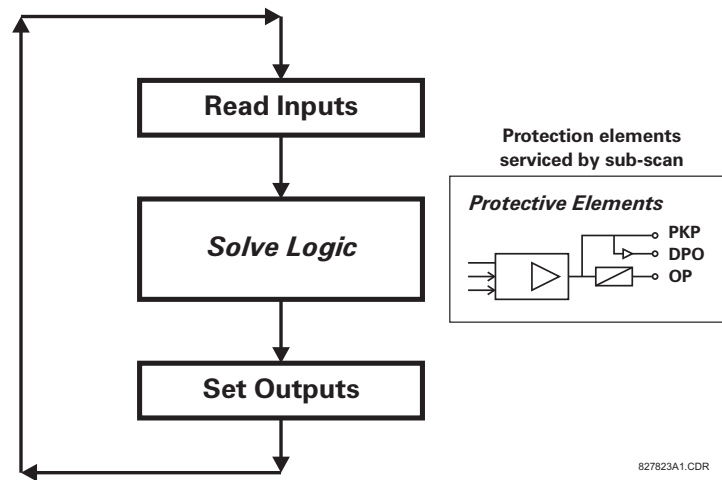 Read Inputs
Solve Logic
Set Outputs
Protection elements
serviced by sub-scan
Protective Elements
PKP
DPO
OP
827823A1.CDR